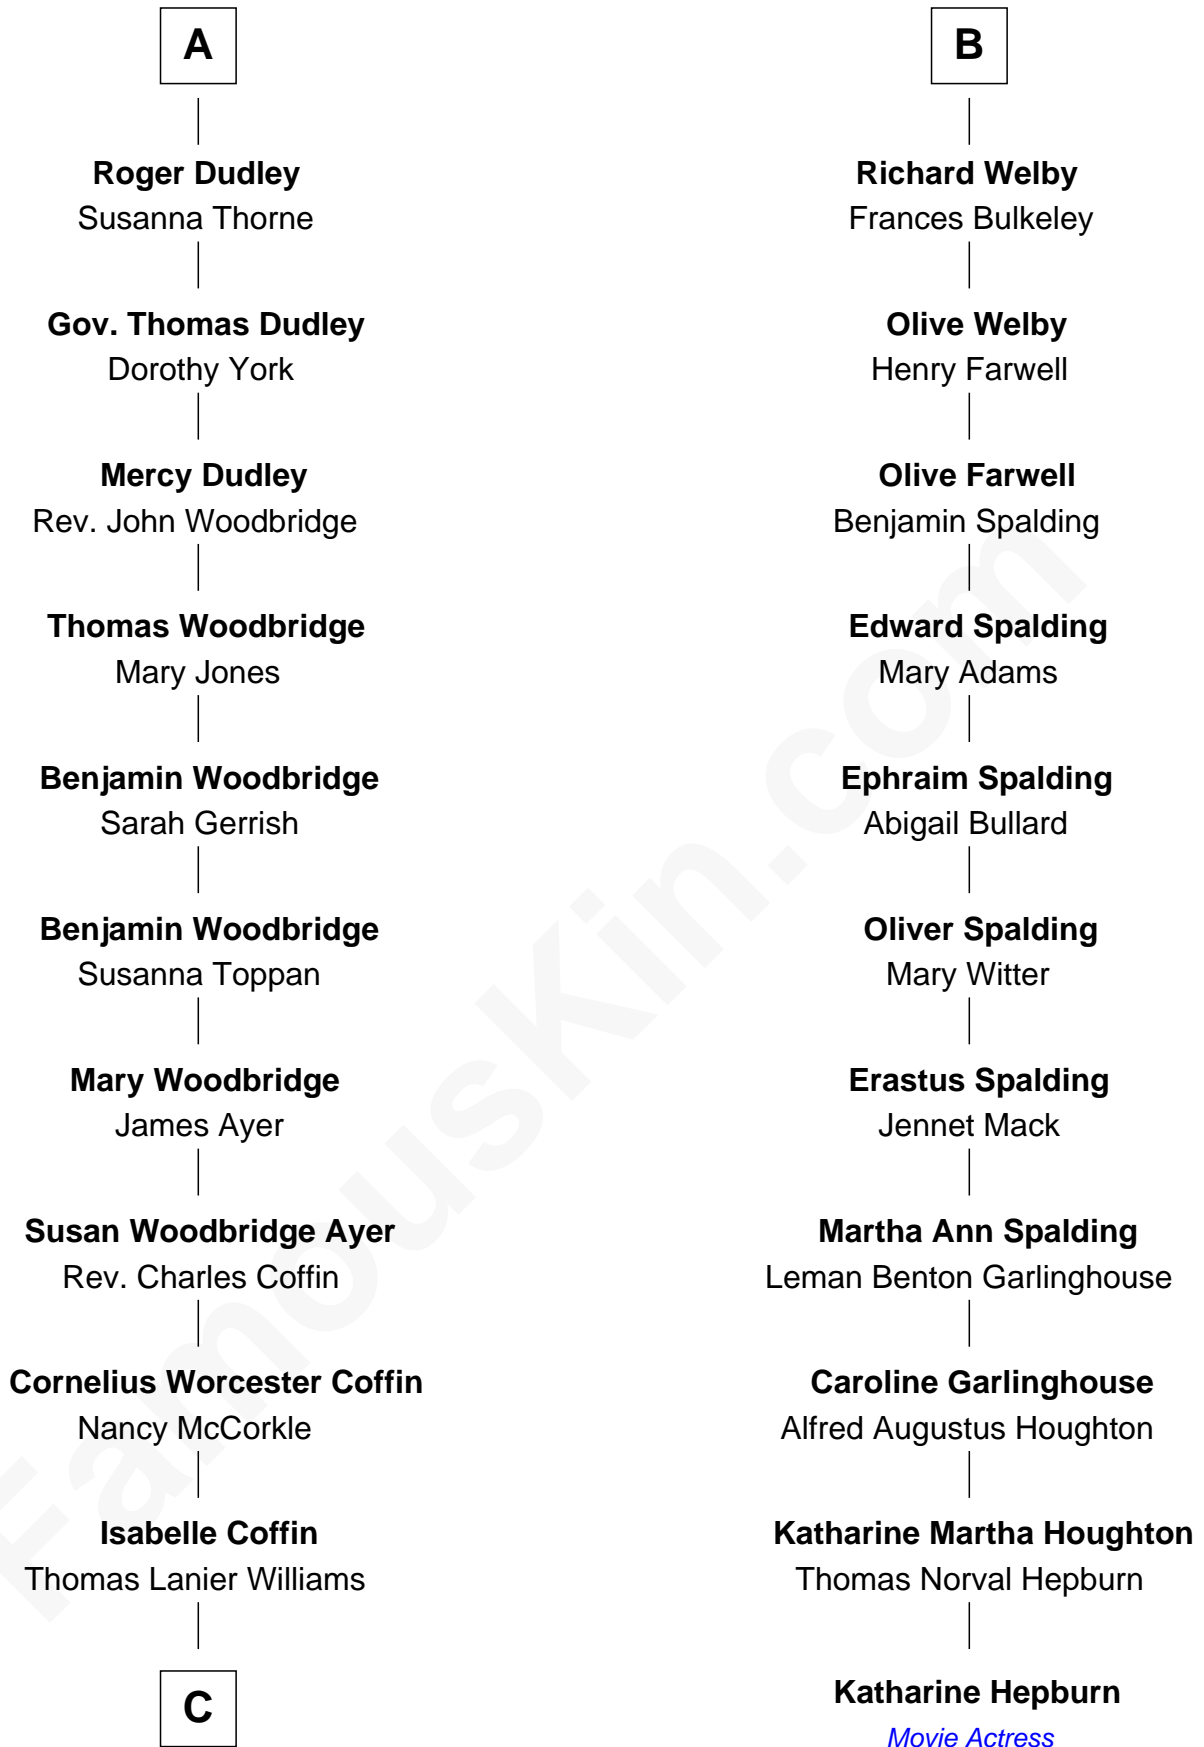 A
Roger Dudley
Susanna Thorne
Gov. Thomas Dudley
Dorothy York
Mercy Dudley
Rev. John Woodbridge
Thomas Woodbridge
Mary Jones
Benjamin Woodbridge
Sarah Gerrish
Benjamin Woodbridge
Susanna Toppan
Mary Woodbridge
James Ayer
Susan Woodbridge Ayer
Rev. Charles Coffin
Cornelius Worcester Coffin
Nancy McCorkle
Isabelle Coffin
Thomas Lanier Williams
C
B
Richard Welby
Frances Bulkeley
Olive Welby
Henry Farwell
Olive Farwell
Benjamin Spalding
Edward Spalding
Mary Adams
Ephraim Spalding
Abigail Bullard
Oliver Spalding
Mary Witter
Erastus Spalding
Jennet Mack
Martha Ann Spalding
Leman Benton Garlinghouse
Caroline Garlinghouse
Alfred Augustus Houghton
Katharine Martha Houghton
Thomas Norval Hepburn
Katharine Hepburn
Movie Actress
FamousKin.com